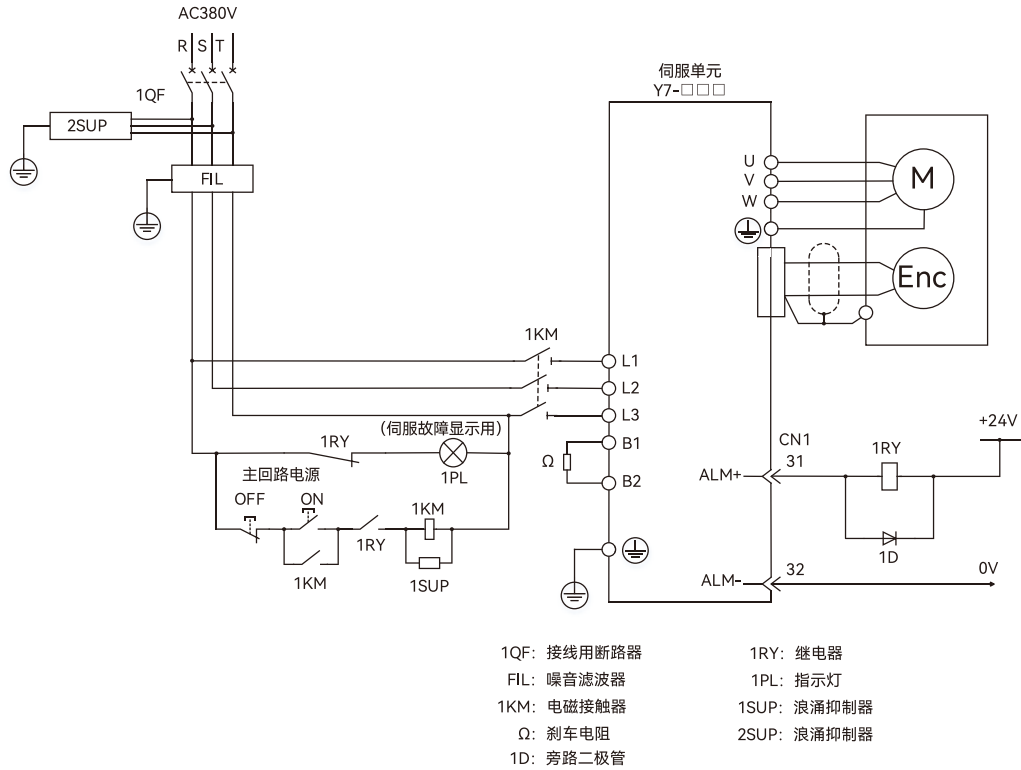 AC380V
R S T
1QF
2SUP
FIL
伺服单元
Y7-□□□
U
V
W
M
Enc
1KM
L1
L2
L3
B1
B2
Ω
(伺服故障显示用)
1RY
1PL
主回路电源
OFF ON
1KM
1RY
1KM
1SUP
+24V
CN1
31
1RY
ALM+
1D
32
0V
ALM-
1QF: 接线用断路器
FIL: 噪音滤波器
1KM: 电磁接触器
Ω: 刹车电阻
1D: 旁路二极管
1RY: 继电器
1PL: 指示灯
1SUP: 浪涌抑制器
2SUP: 浪涌抑制器